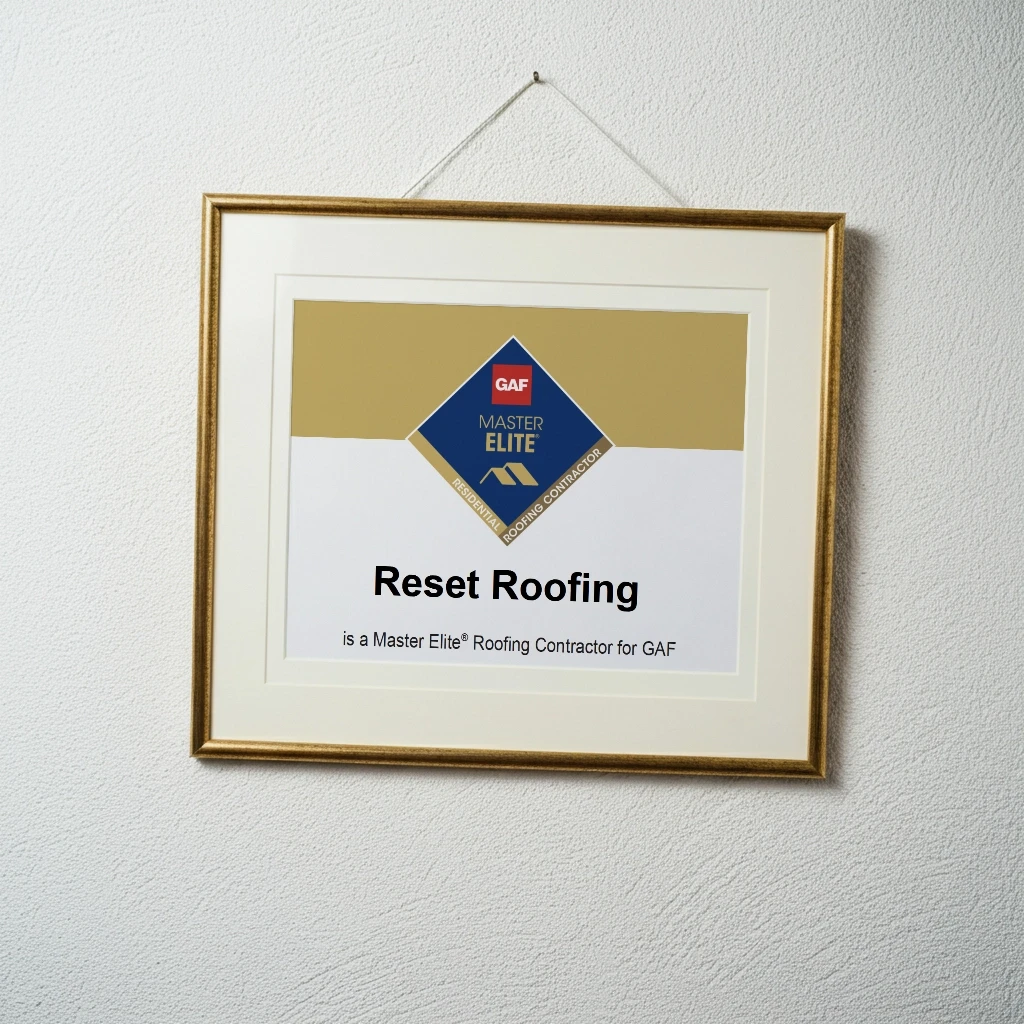 GAF
MASTER
ELITE®
RESIDENTIAL
ROOFING CONTRACTOR
Reset Roofing
is a Master Elite® Roofing Contractor for GAF